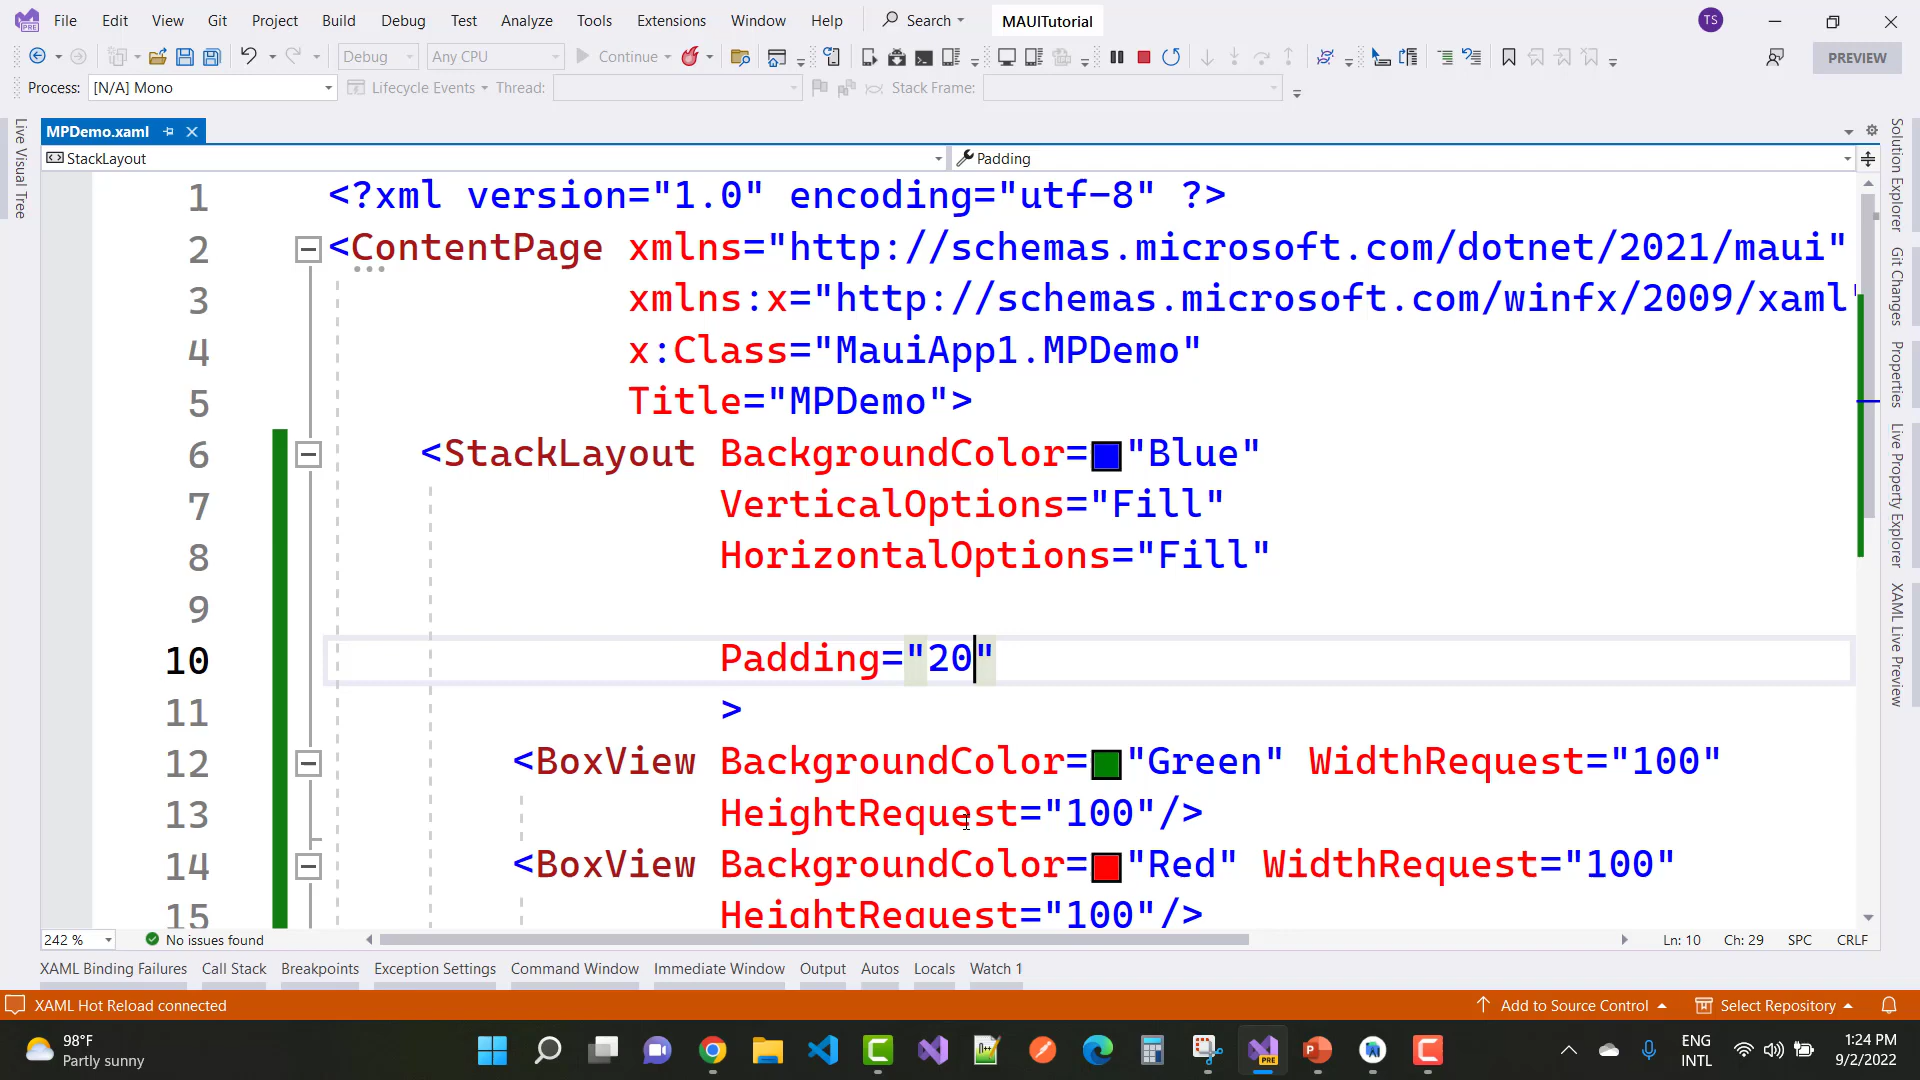 File Edit View Git Project Build Debug Test Analyze Tools Extensions Window Help Search MAUITutorial TS
Debug Any CPU Continue PREVIEW
Process: [N/A] Mono Lifecycle Events Thread: Stack Frame:
MPDemo.xaml
StackLayout Padding
1 <?xml version="1.0" encoding="utf-8" ?>
2 <ContentPage xmlns="http://schemas.microsoft.com/dotnet/2021/maui"
3 xmlns:x="http://schemas.microsoft.com/winfx/2009/xaml"
4 x:Class="MauiApp1.MPDemo"
5 Title="MPDemo">
6 <StackLayout BackgroundColor="Blue"
7 VerticalOptions="Fill"
8 HorizontalOptions="Fill"
9
10 Padding="20"
11 >
12 <BoxView BackgroundColor="Green" WidthRequest="100"
13 HeightRequest="100"/>
14 <BoxView BackgroundColor="Red" WidthRequest="100"
15 HeightRequest="100"/>
Live Visual Tree
Solution Explorer
Git Changes
Properties
Live Property Explorer
XAML Live Preview
242 % No issues found Ln: 10 Ch: 29 SPC CRLF
XAML Binding Failures Call Stack Breakpoints Exception Settings Command Window Immediate Window Output Autos Locals Watch 1
XAML Hot Reload connected Add to Source Control Select Repository
98°F
Partly sunny
PRE
ENG
INTL
1:24 PM
9/2/2022